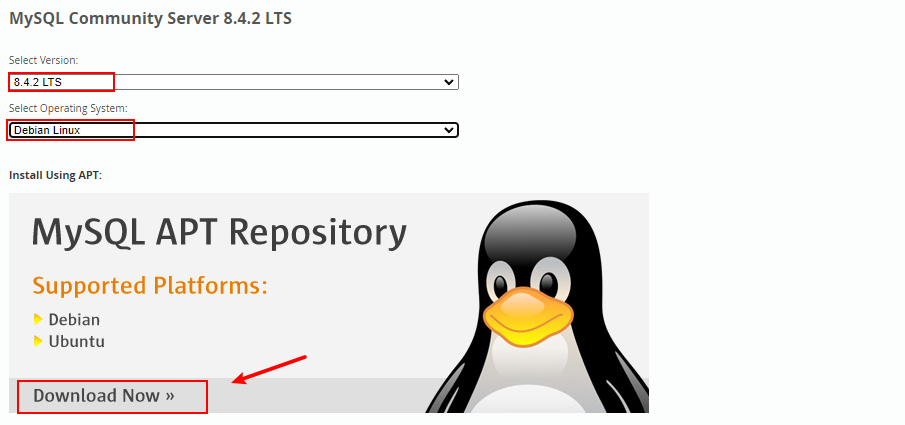 MySQL Community Server 8.4.2 LTS
Select Version:
8.4.2 LTS
Select Operating System:
Debian Linux
Install Using APT:
MySQL APT Repository
Supported Platforms:
Debian
Ubuntu
Download Now »